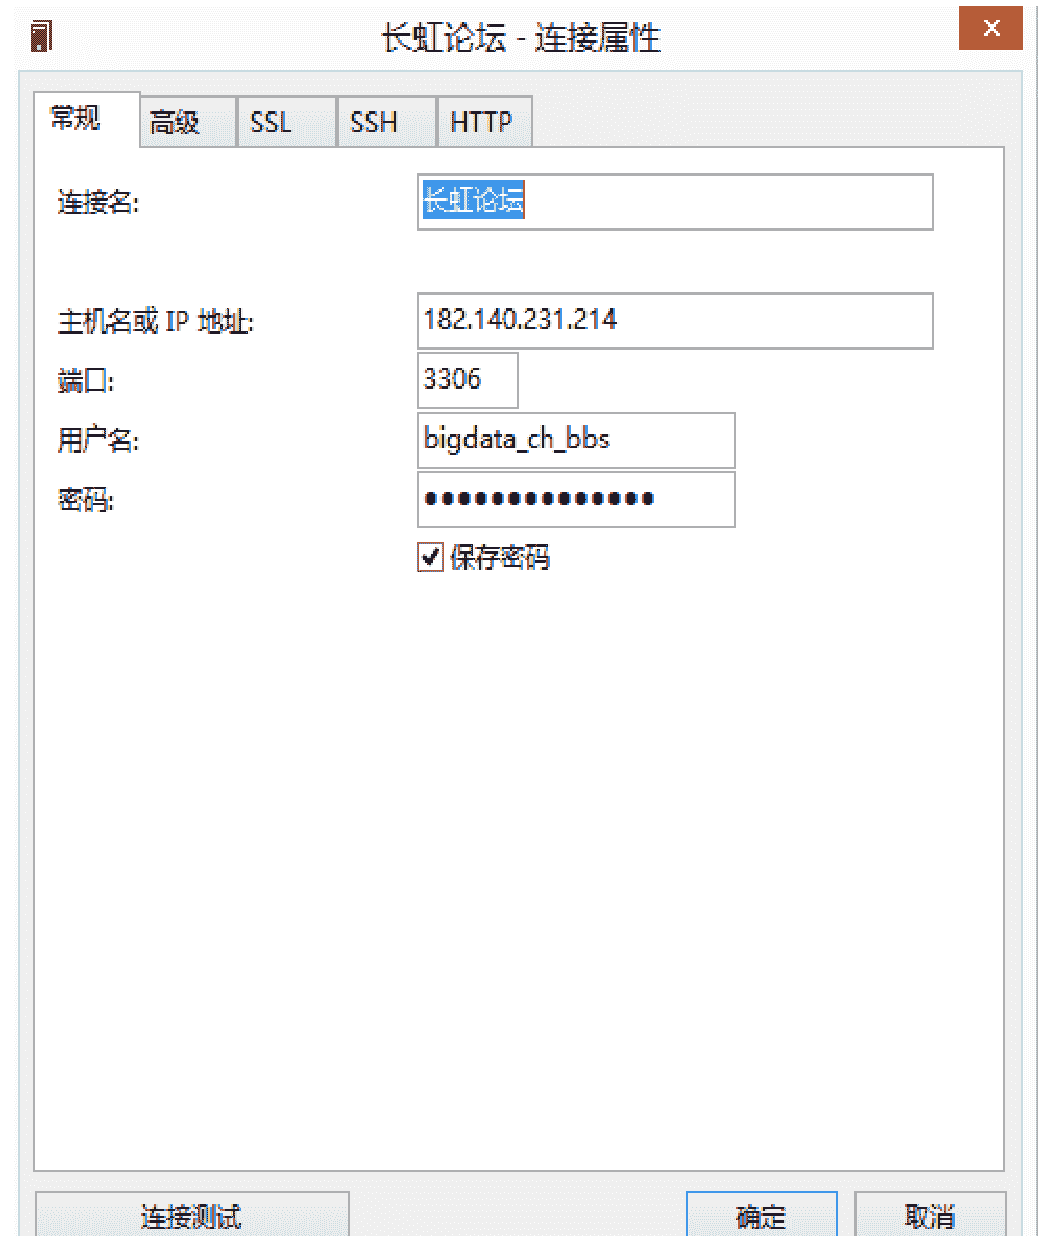 长虹论坛 - 连接属性
常规 高级 SSL SSH HTTP
连接名: 长虹论坛
主机名或 IP 地址: 182.140.231.214
端口: 3306
用户名: bigdata_ch_bbs
密码: ●●●●●●●●●●●●●●
保存密码
连接测试 确定 取消